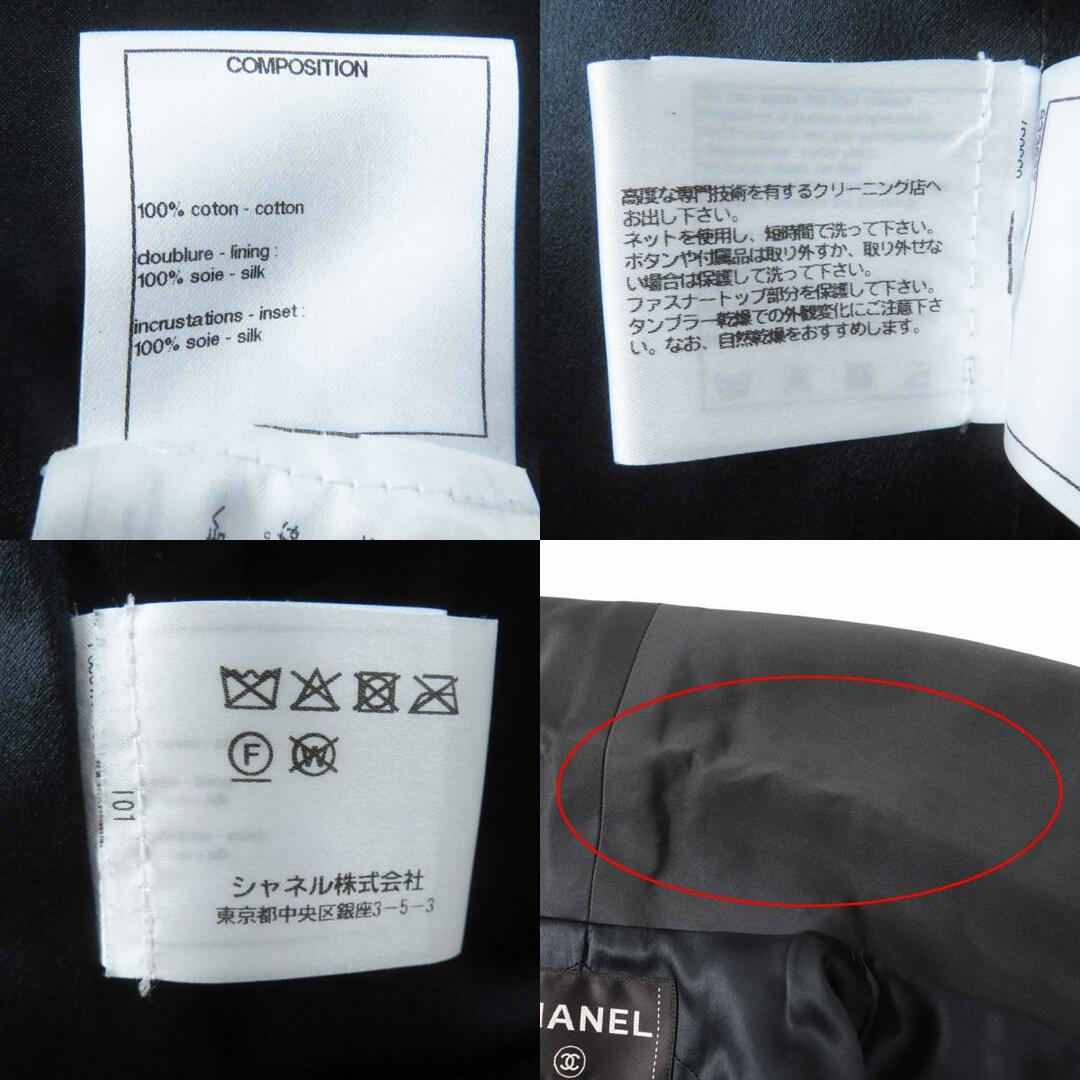 COMPOSITION
100% coton - cotton
doublure - lining :
100% soie - silk
incrustations - inset :
100% soie - silk
高度な専門技術を有するクリーニング店へ
お出し下さい。
ネットを使用し、短時間で洗って下さい。
ボタンや付属品は取り外すか、取り外せな
い場合は保護して洗って下さい。
ファスナートップ部分を保護して下さい。
タンブラー乾燥での外観変化にご注意下さ
い。なお、自然乾燥をおすすめします。
F
W
101
シャネル株式会社
東京都中央区銀座3-5-3
HANEL